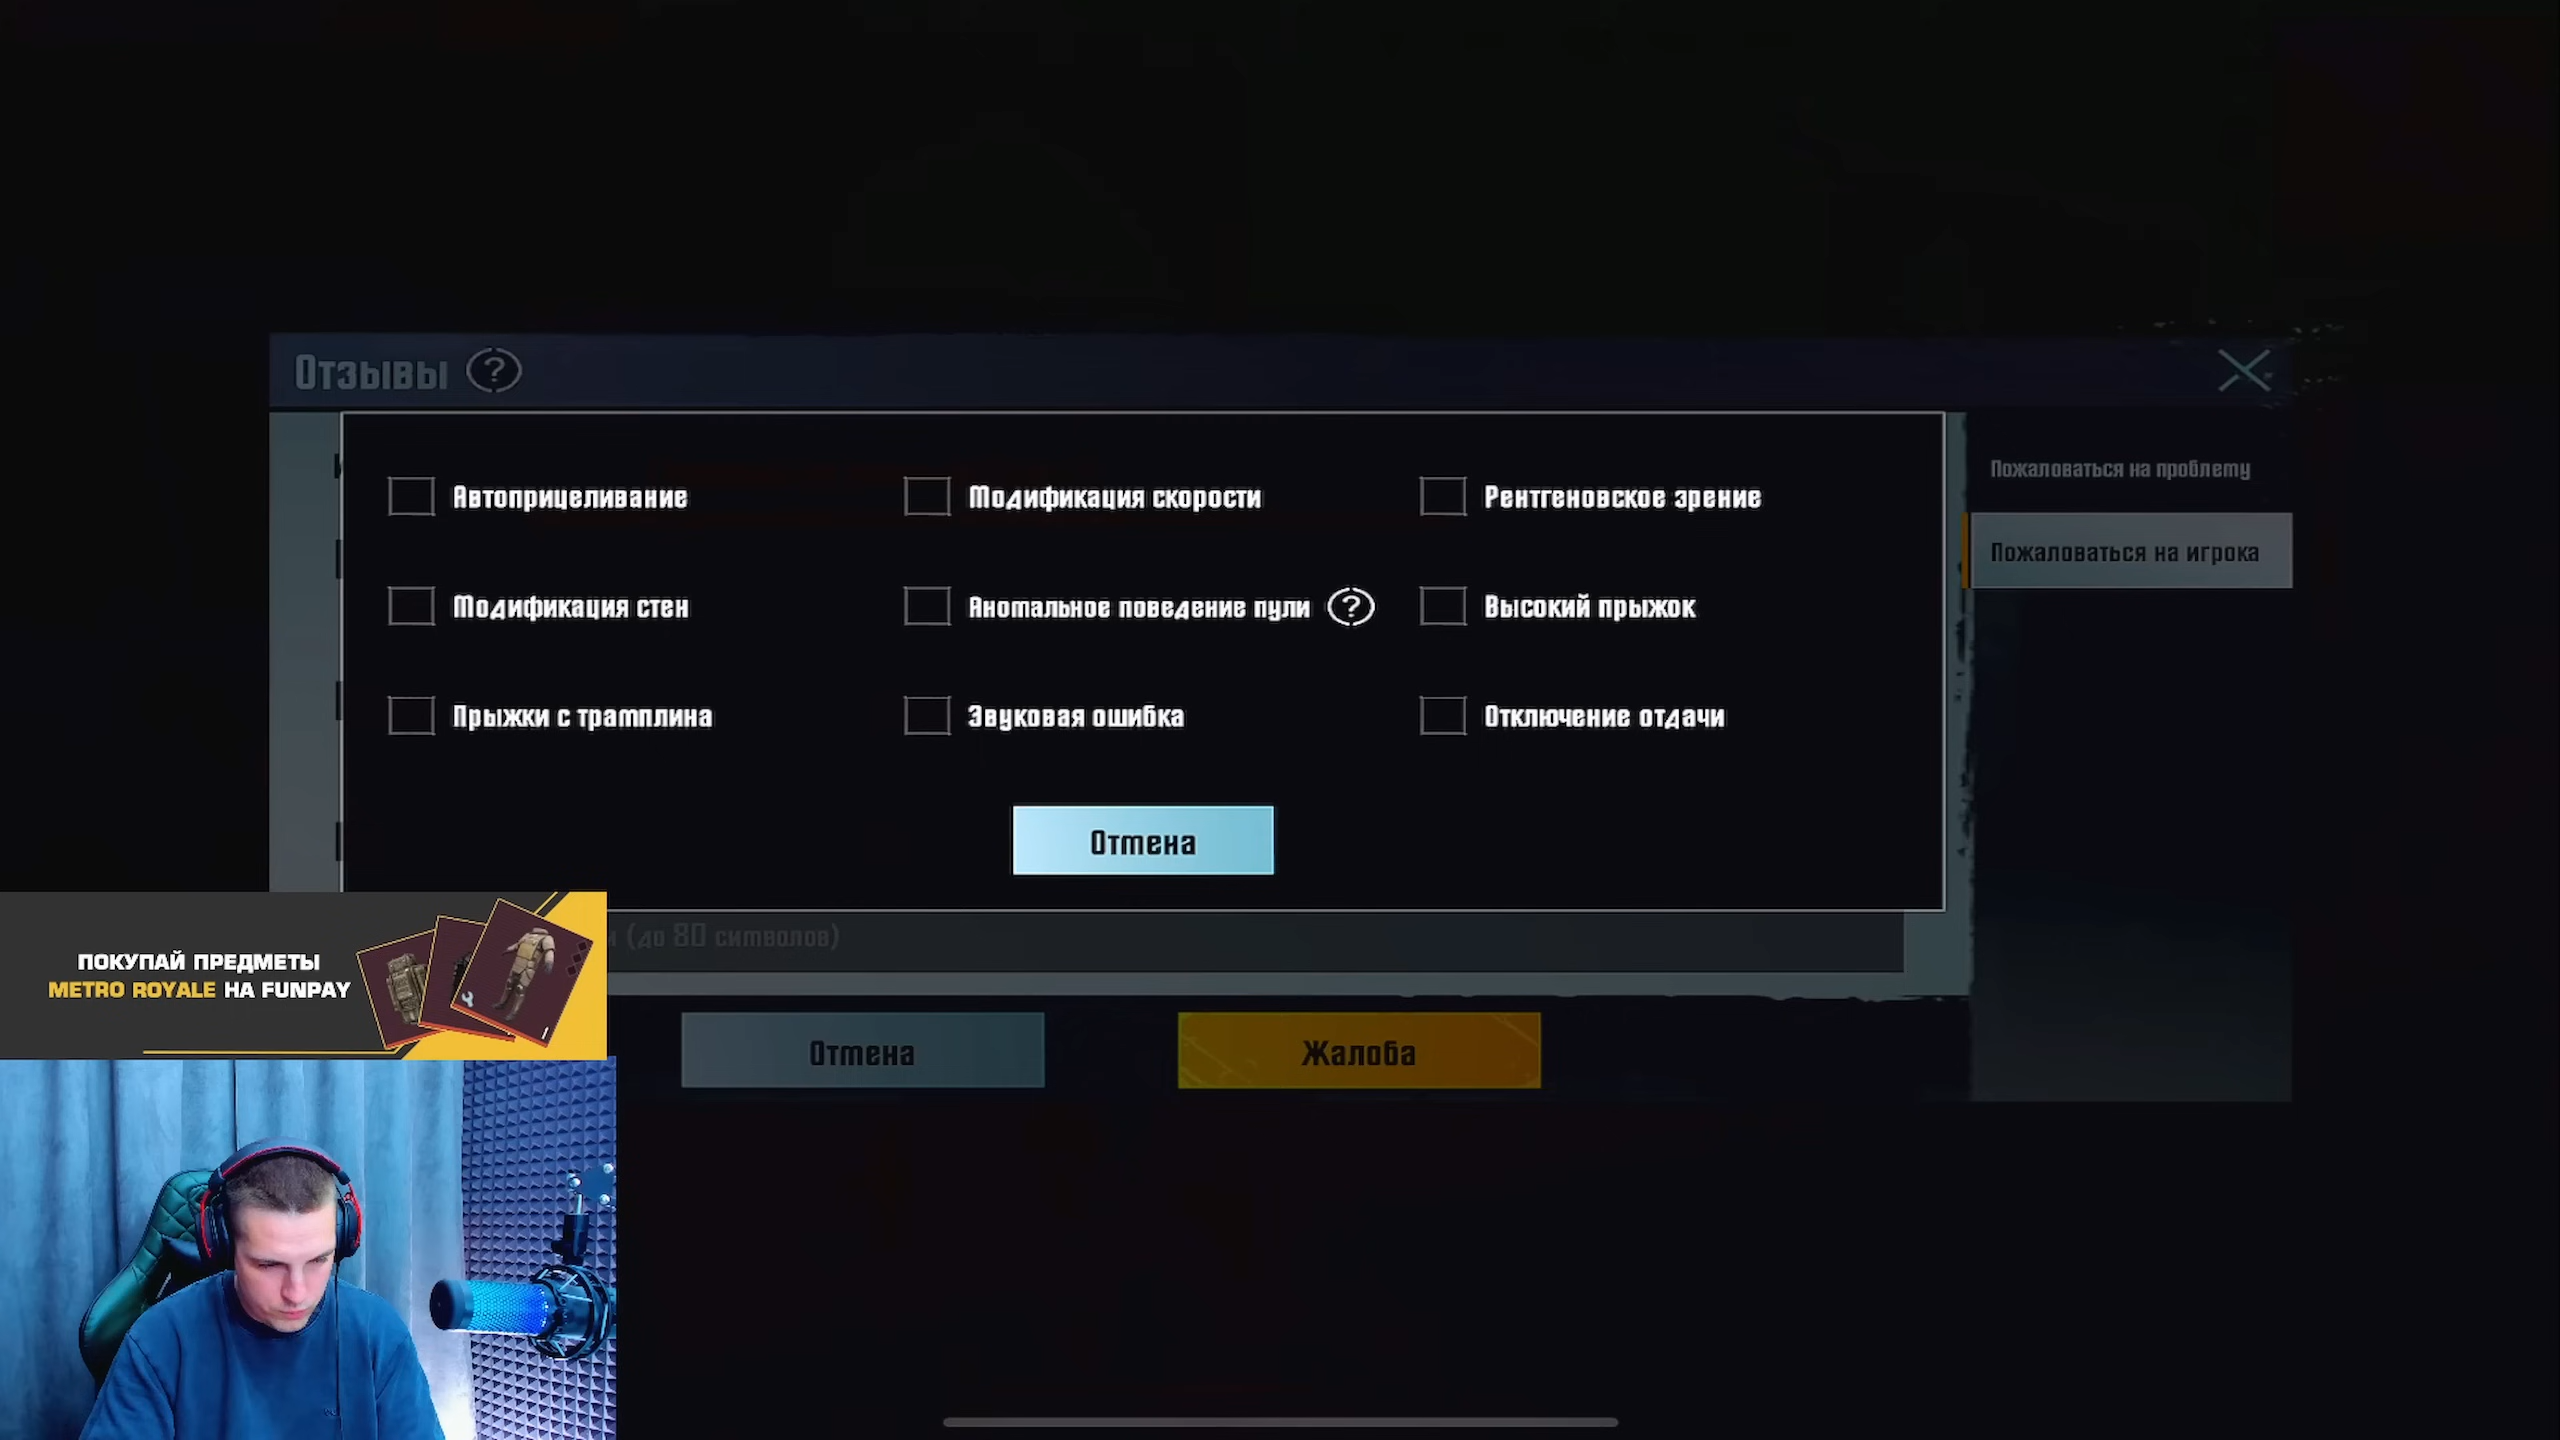 Отзывы ?
Пожаловаться на проблему
Пожаловаться на игрока
Автоприцеливание
Модификация скорости
Рентгеновское зрение
Модификация стен
Аномальное поведение пули ?
Высокий прыжок
Прыжки с трамплина
Звуковая ошибка
Отключение отдачи
Отмена
(до 80 символов)
Отмена
Жалоба
ПОКУПАЙ ПРЕДМЕТЫ
METRO ROYALE НА FUNPAY